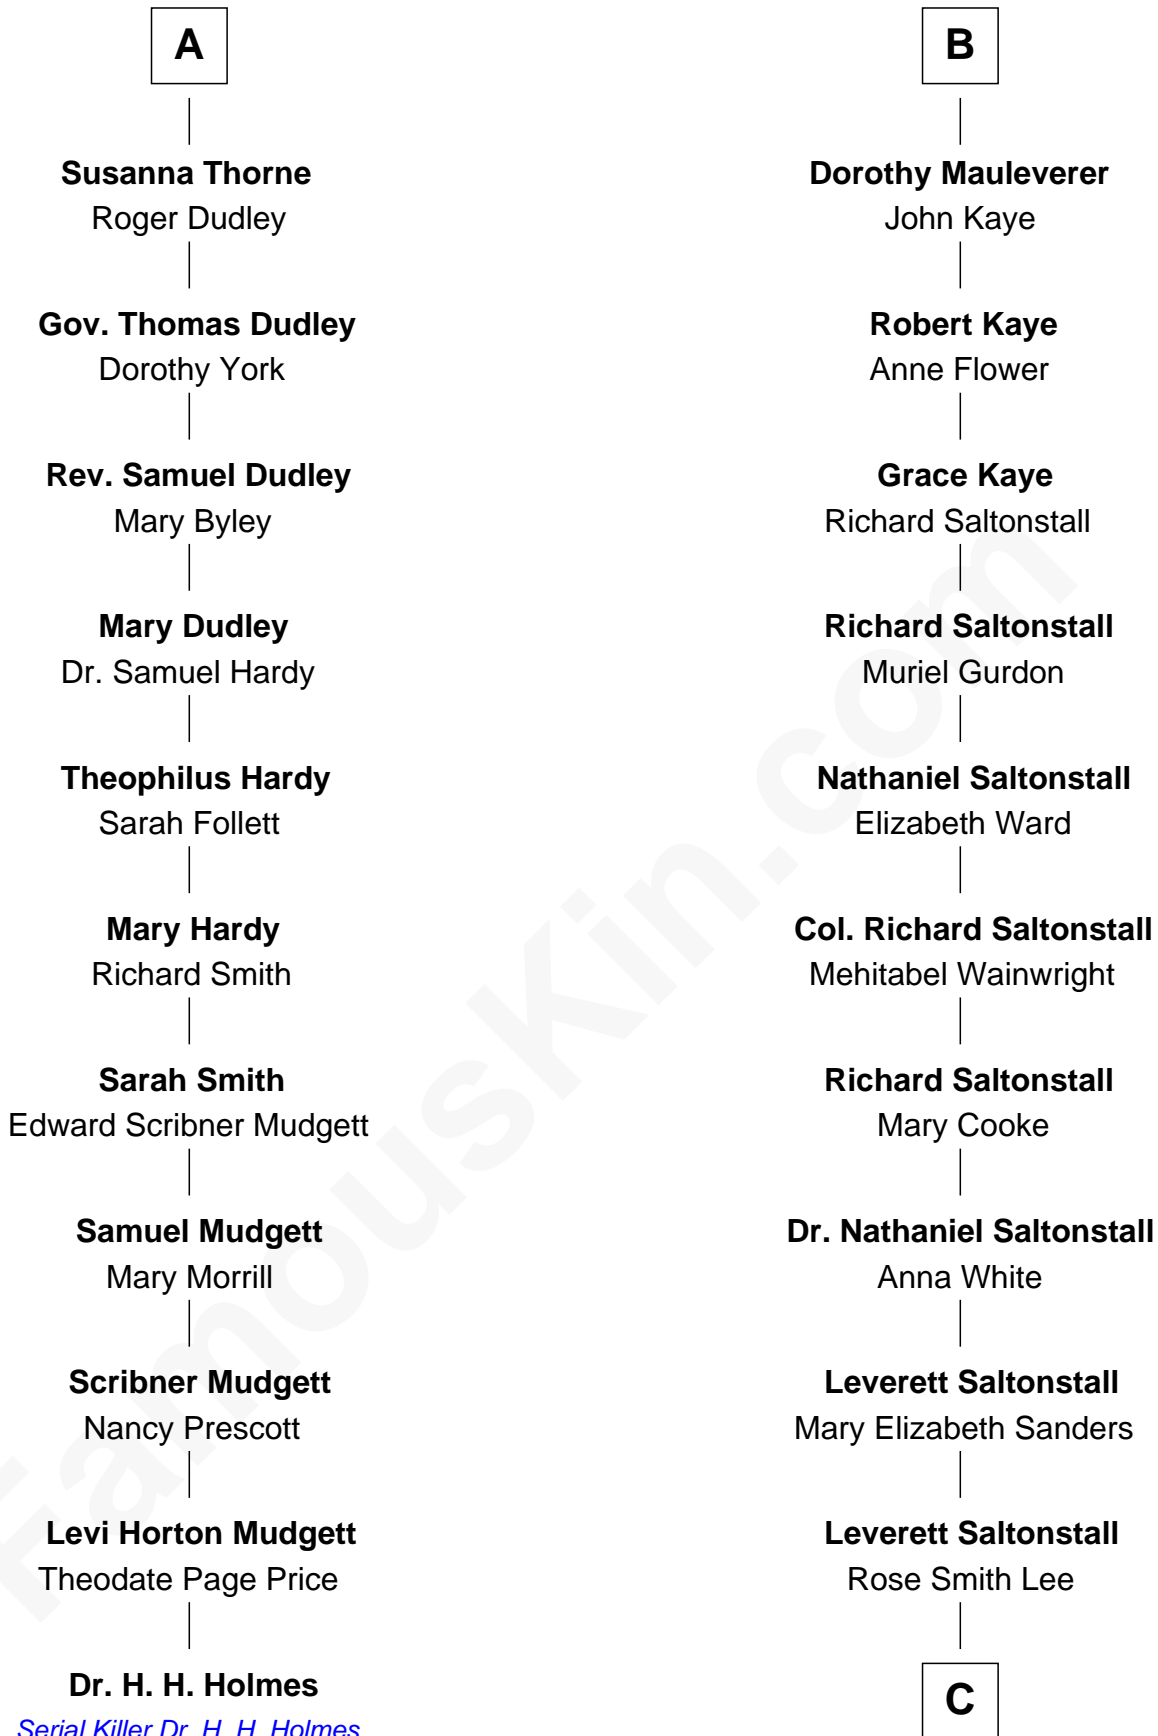 A
Susanna Thorne
Roger Dudley
Gov. Thomas Dudley
Dorothy York
Rev. Samuel Dudley
Mary Byley
Mary Dudley
Dr. Samuel Hardy
Theophilus Hardy
Sarah Follett
Mary Hardy
Richard Smith
Sarah Smith
Edward Scribner Mudgett
Samuel Mudgett
Mary Morrill
Scribner Mudgett
Nancy Prescott
Levi Horton Mudgett
Theodate Page Price
Dr. H. H. Holmes
Serial Killer Dr. H. H. Holmes
B
Dorothy Mauleverer
John Kaye
Robert Kaye
Anne Flower
Grace Kaye
Richard Saltonstall
Richard Saltonstall
Muriel Gurdon
Nathaniel Saltonstall
Elizabeth Ward
Col. Richard Saltonstall
Mehitabel Wainwright
Richard Saltonstall
Mary Cooke
Dr. Nathaniel Saltonstall
Anna White
Leverett Saltonstall
Mary Elizabeth Sanders
Leverett Saltonstall
Rose Smith Lee
C
FamousKin.com